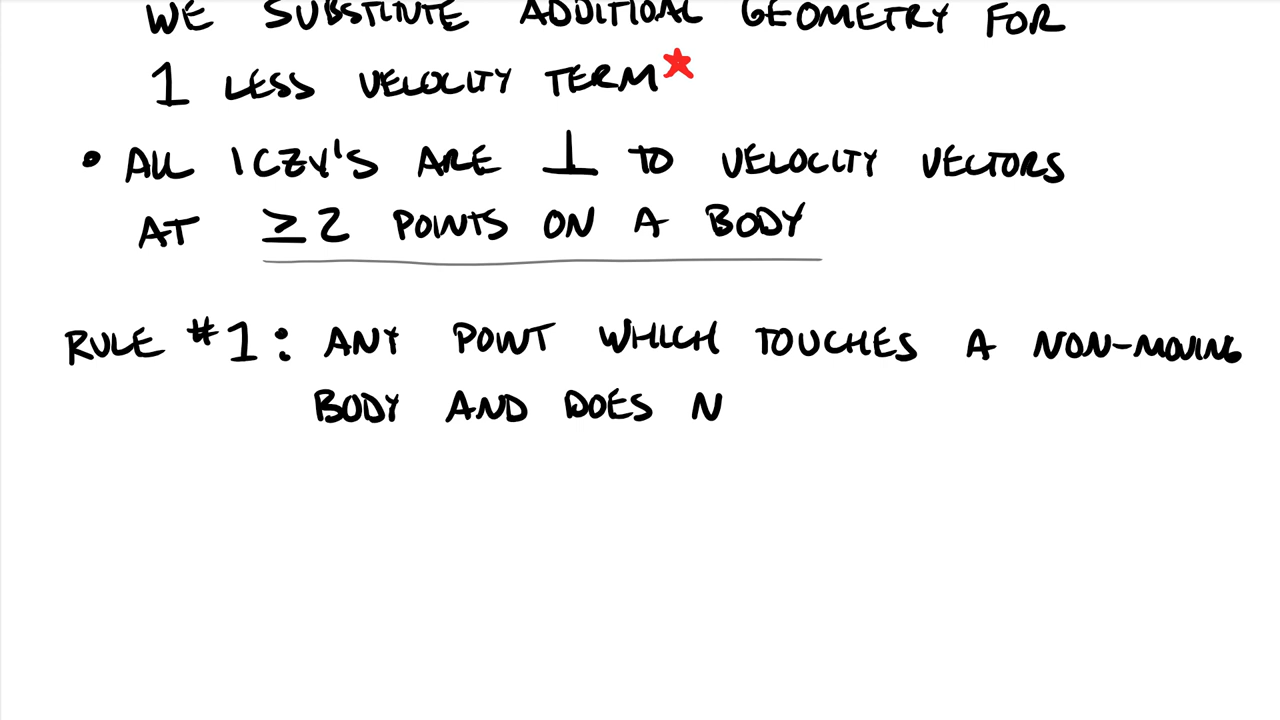 WE SUBSTITUTE ADDITIONAL GEOMETRY FOR
1 LESS VELOCITY TERM★
• ALL ICZV'S ARE ⊥ TO VELOCITY VECTORS
AT ≥2 POINTS ON A BODY
RULE #1: ANY POINT WHICH TOUCHES A NON-MOVING
BODY AND DOES N